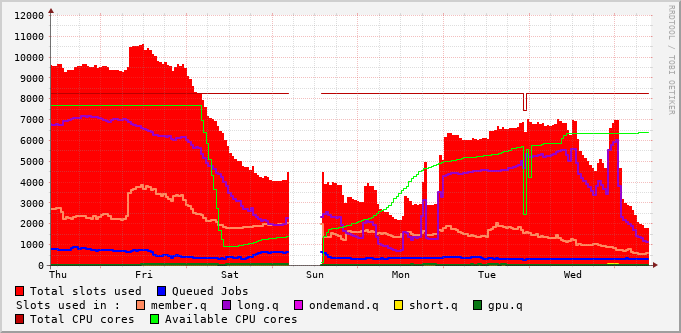 RRDTOOL / TOBI OETIKER
12000
11000
10000
9000
8000
7000
6000
5000
4000
3000
2000
1000
0
Thu Fri Sat Sun Mon Tue Wed
Total slots used Queued Jobs
Slots used in : member.q long.q ondemand.q short.q gpu.q
Total CPU cores Available CPU cores